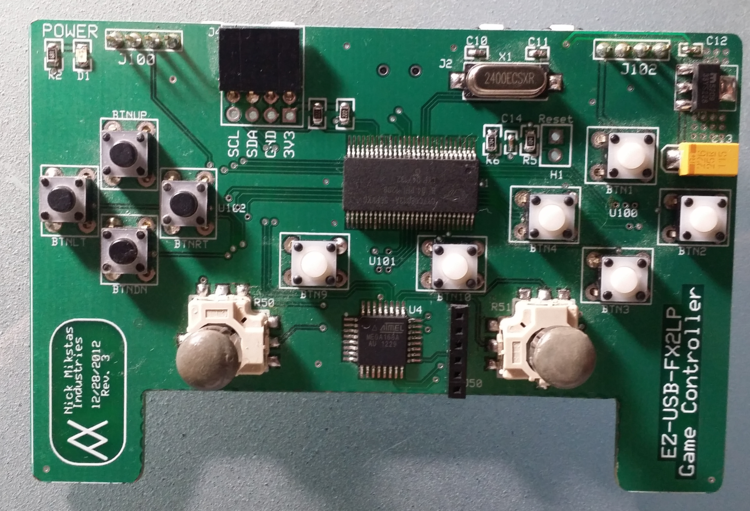 POWER
R2
D1
J100
J4
SCL
SDA
GND
3V3
C10
X1
C11
J2
2400ECSXR
J102
C12
C14
Reset
R6
R5
H1
BTNUP
BTNLT
BTNRT
BTNDN
U102
BTN1
U100
BTN2
BTN4
BTN3
U101
BTN9
BTN10
R50
R51
U4
ATMEL
J50
Nick Mikstas
Industries
12/28/2012
Rev. 3
EZ-USB-FX2LP
Game Controller